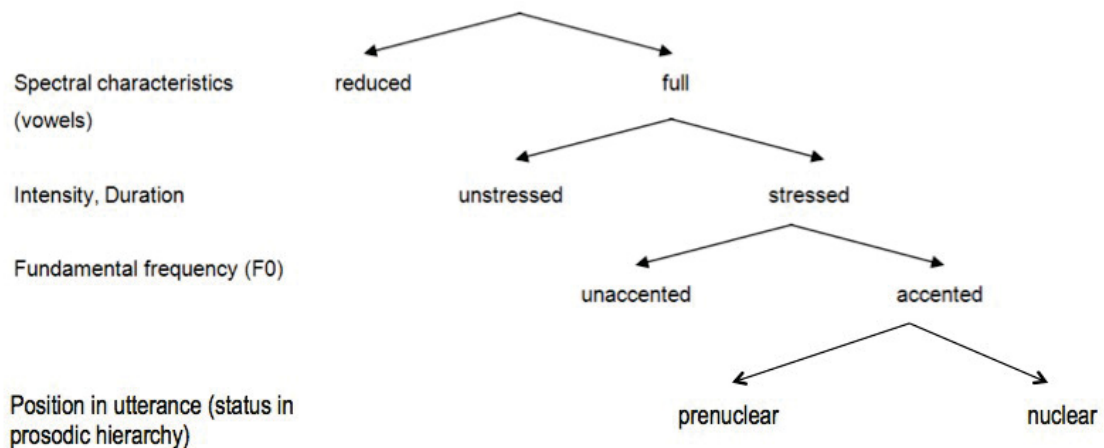 Spectral characteristics
(vowels)
reduced
full
Intensity, Duration
unstressed
stressed
Fundamental frequency (F0)
unaccented
accented
Position in utterance (status in
prosodic hierarchy)
prenuclear
nuclear